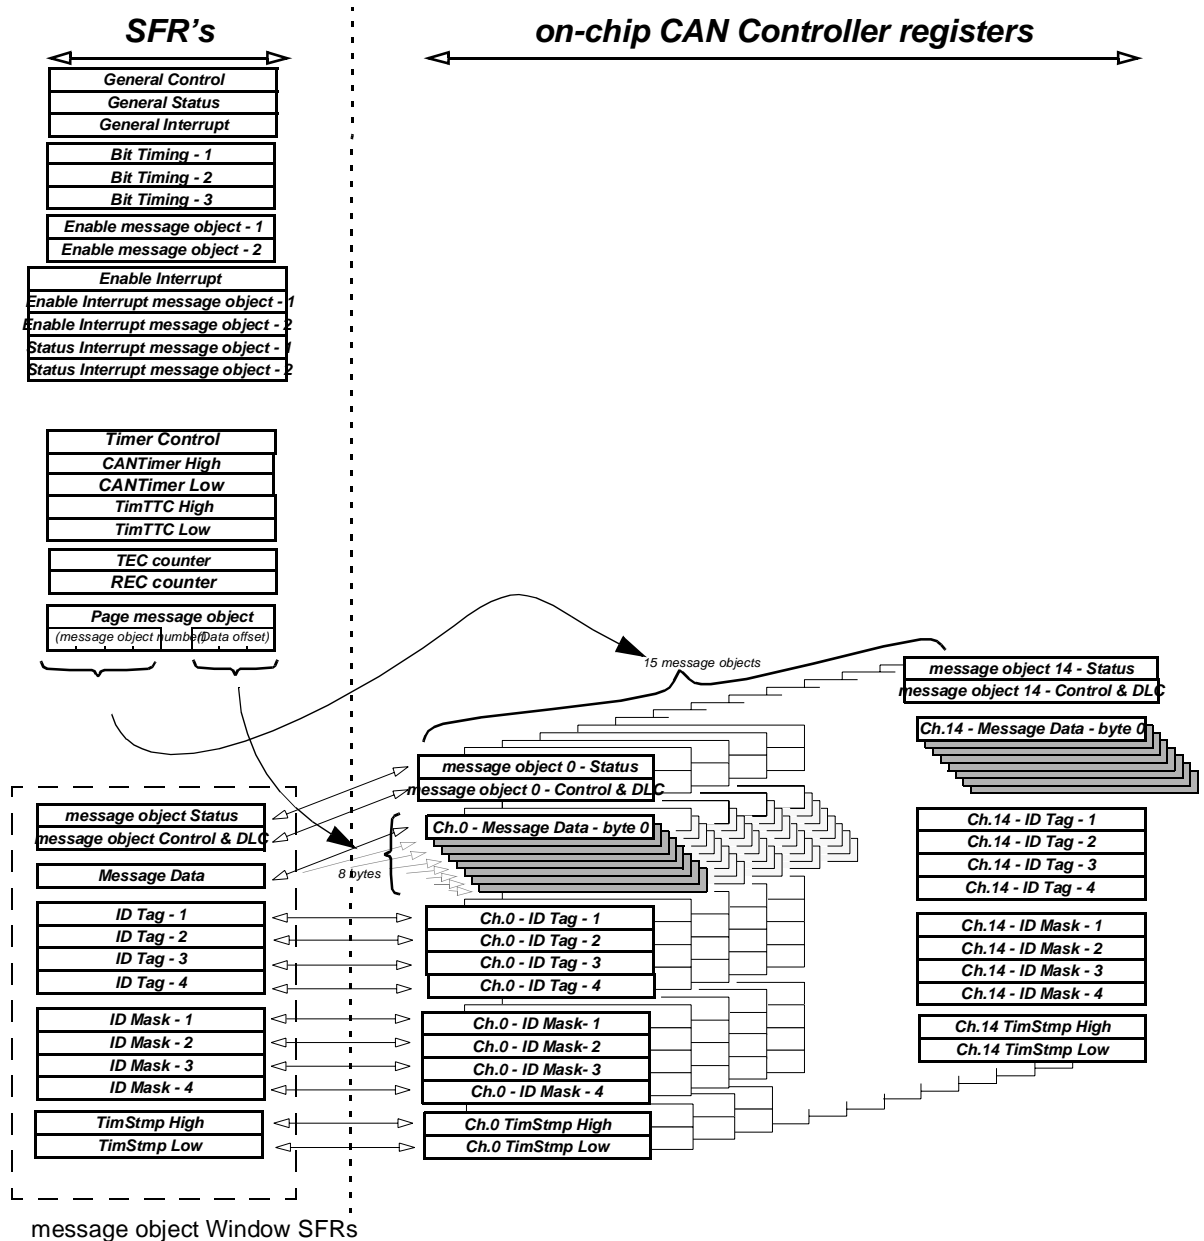 SFR's
on-chip CAN Controller registers
General Control
General Status
General Interrupt
Bit Timing - 1
Bit Timing - 2
Bit Timing - 3
Enable message object - 1
Enable message object - 2
Enable Interrupt
Enable Interrupt message object - 1
Enable Interrupt message object - 2
Status Interrupt message object - 1
Status Interrupt message object - 2
Timer Control
CANTimer High
CANTimer Low
TimTTC High
TimTTC Low
TEC counter
REC counter
Page message object
(message object number)
(Data offset)
message object Status
message object Control & DLC
Message Data
ID Tag - 1
ID Tag - 2
ID Tag - 3
ID Tag - 4
ID Mask - 1
ID Mask - 2
ID Mask - 3
ID Mask - 4
TimStmp High
TimStmp Low
message object Window SFRs
15 message objects
8 bytes
message object 0 - Status
message object 0 - Control & DLC
Ch.0 - Message Data - byte 0
Ch.0 - ID Tag - 1
Ch.0 - ID Tag - 2
Ch.0 - ID Tag - 3
Ch.0 - ID Tag - 4
Ch.0 - ID Mask- 1
Ch.0 - ID Mask- 2
Ch.0 - ID Mask- 3
Ch.0 - ID Mask - 4
Ch.0 TimStmp High
Ch.0 TimStmp Low
message object 14 - Status
message object 14 - Control & DLC
Ch.14 - Message Data - byte 0
Ch.14 - ID Tag - 1
Ch.14 - ID Tag - 2
Ch.14 - ID Tag - 3
Ch.14 - ID Tag - 4
Ch.14 - ID Mask - 1
Ch.14 - ID Mask - 2
Ch.14 - ID Mask - 3
Ch.14 - ID Mask - 4
Ch.14 TimStmp High
Ch.14 TimStmp Low